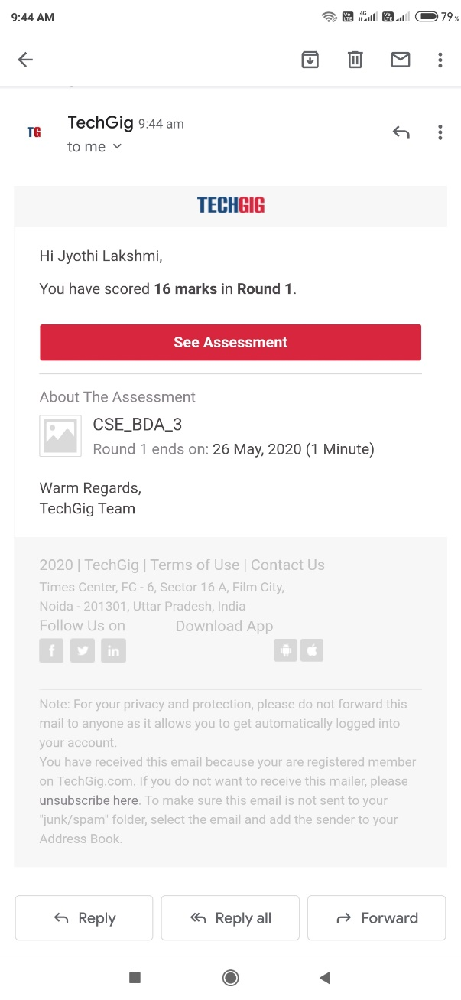 9:44 AM
4G
Vo LTE
Vo LTE
79%
TechGig 9:44 am
TG
to me
TECHGIG
Hi Jyothi Lakshmi,
You have scored 16 marks in Round 1.
See Assessment
About The Assessment
CSE_BDA_3
Round 1 ends on: 26 May, 2020 (1 Minute)
Warm Regards,
TechGig Team
2020 | TechGig | Terms of Use | Contact Us
Times Center, FC - 6, Sector 16 A, Film City,
Noida - 201301, Uttar Pradesh, India
Follow Us on Download App
f in
Note: For your privacy and protection, please do not forward this
mail to anyone as it allows you to get automatically logged into
your account.
You have received this email because your are registered member
on TechGig.com. If you do not want to receive this mailer, please
unsubscribe here. To make sure this email is not sent to your
"junk/spam" folder, select the email and add the sender to your
Address Book.
Reply Reply all Forward